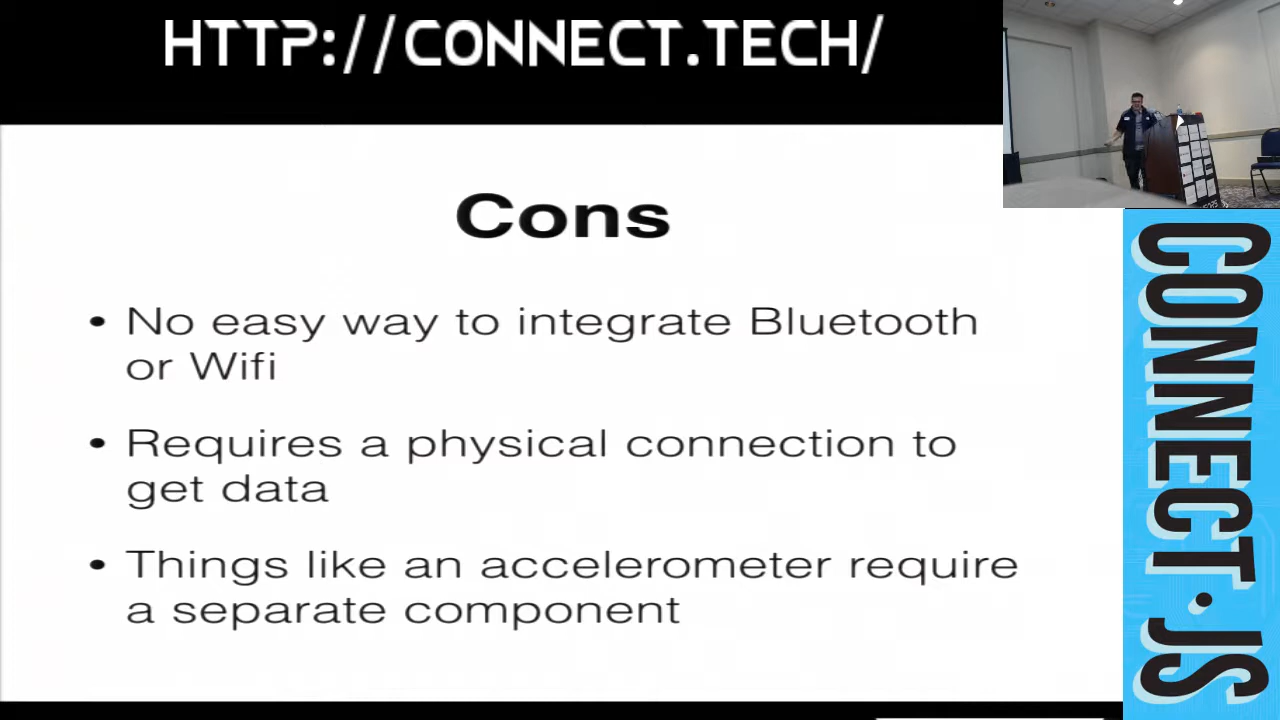 HTTP://CONNECT.TECH/
Cons
• No easy way to integrate Bluetooth
or Wifi
• Requires a physical connection to
get data
• Things like an accelerometer require
a separate component
CONNECT·JS